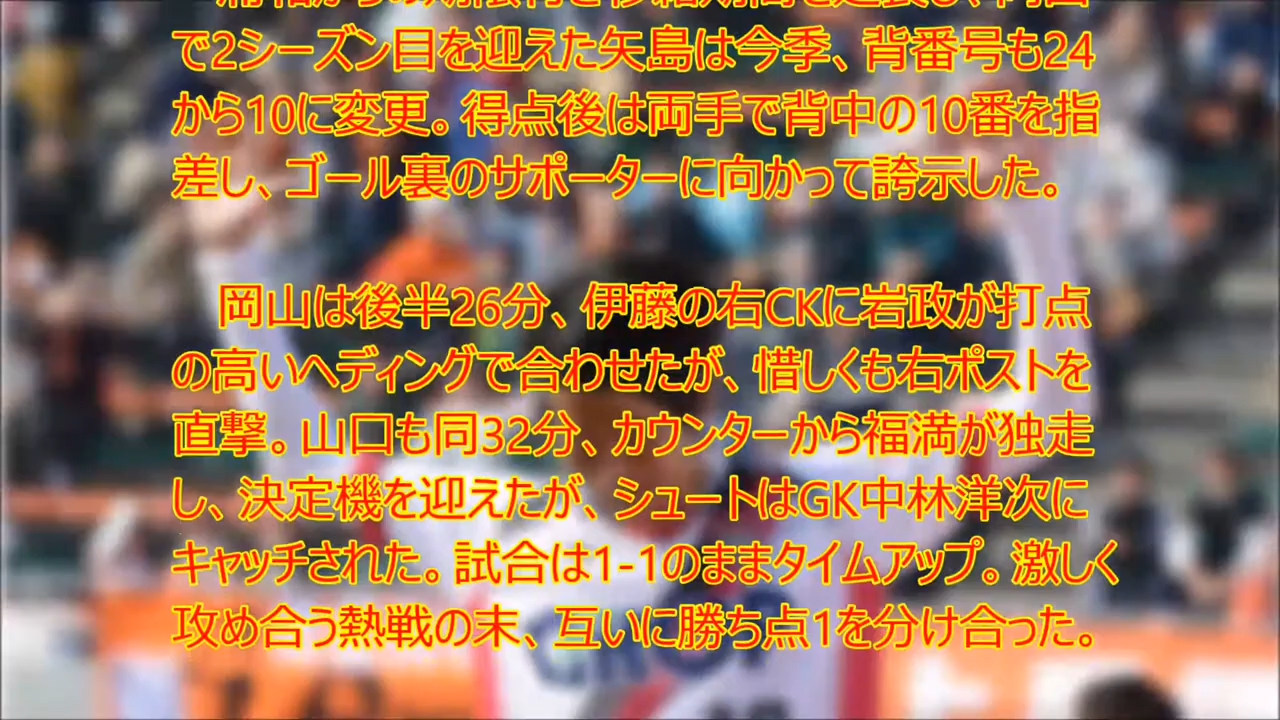 で2シーズン目を迎えた矢島は今季、背番号も24
から10に変更。得点後は両手で背中の10番を指
差し、ゴール裏のサポーターに向かって誇示した。
岡山は後半26分、伊藤の右CKに岩政が打点
の高いヘディングで合わせたが、惜しくも右ポストを
直撃。山口も同32分、カウンターから福満が独走
し、決定機を迎えたが、シュートはGK中林洋次に
キャッチされた。試合は1-1のままタイムアップ。激しく
攻め合う熱戦の末、互いに勝ち点1を分け合った。